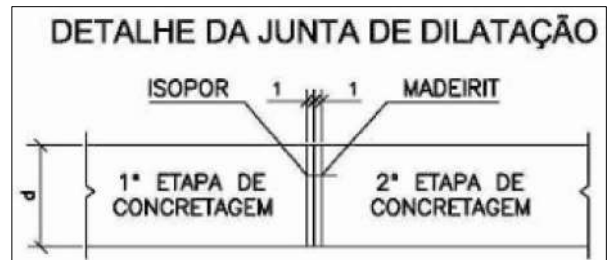 DETALHE DA JUNTA DE DILATAÇÃO
ISOPOR 1 1 MADEIRIT
d
1ª ETAPA DE
CONCRETAGEM
2ª ETAPA DE
CONCRETAGEM